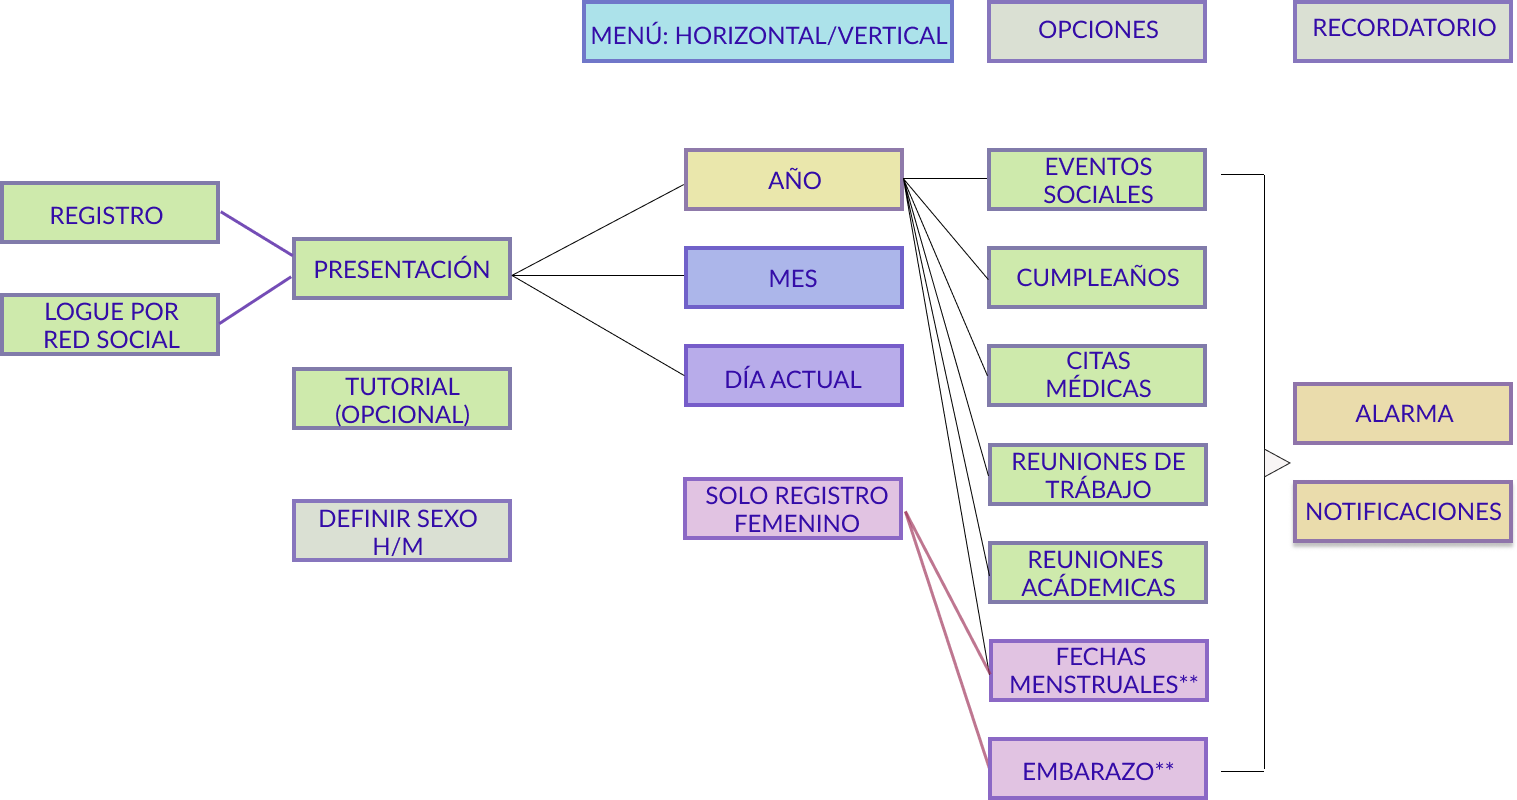 MENÚ: HORIZONTAL/VERTICAL
OPCIONES
RECORDATORIO
REGISTRO
LOGUE POR
RED SOCIAL
PRESENTACIÓN
TUTORIAL
(OPCIONAL)
DEFINIR SEXO
H/M
AÑO
MES
DÍA ACTUAL
SOLO REGISTRO
FEMENINO
EVENTOS
SOCIALES
CUMPLEAÑOS
CITAS
MÉDICAS
REUNIONES DE
TRÁBAJO
REUNIONES
ACÁDEMICAS
FECHAS
MENSTRUALES**
EMBARAZO**
ALARMA
NOTIFICACIONES